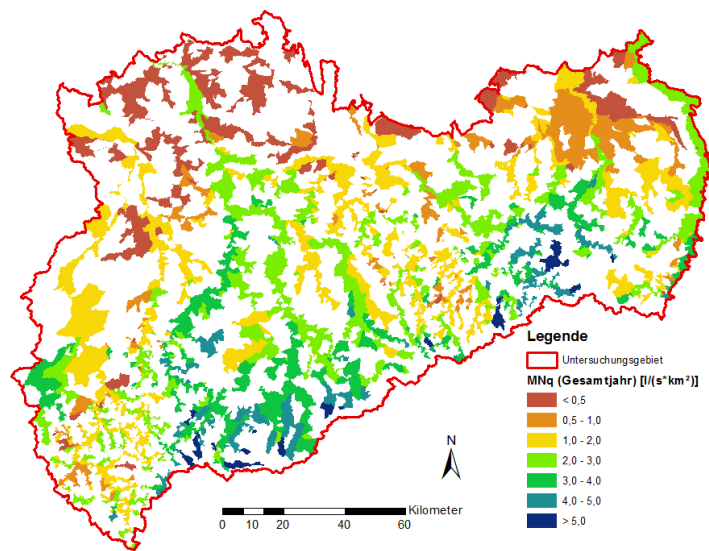 Legende
Untersuchungsgebiet
MNq (Gesamtjahr) [l/(s*km²)]
< 0,5
0,5 - 1,0
1,0 - 2,0
2,0 - 3,0
3,0 - 4,0
4,0 - 5,0
> 5,0
N
Kilometer
0 10 20 40 60